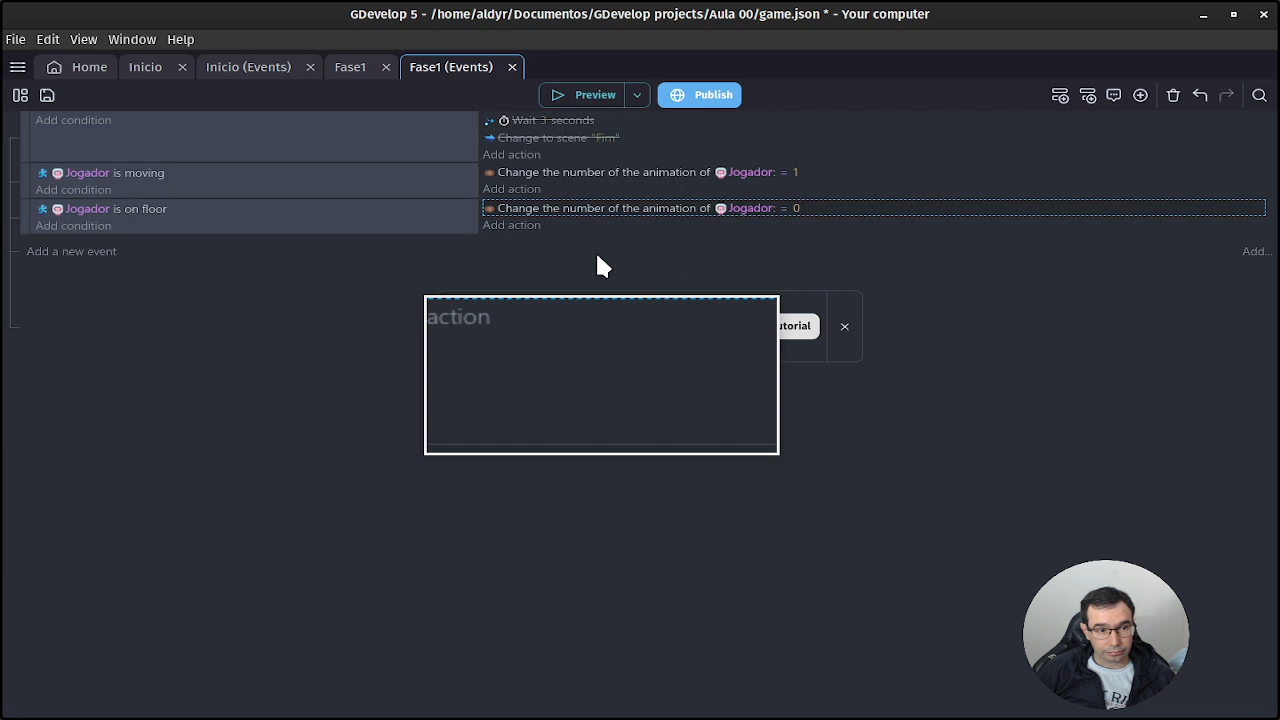 GDevelop 5 - /home/aldyr/Documentos/GDevelop projects/Aula 00/game.json * - Your computer
File Edit View Window Help
Home Inicio Inicio (Events) Fase1 Fase1 (Events)
Preview Publish
Add condition
Wait 3 seconds
Change to scene "Fim"
Add action
Jogador is moving
Change the number of the animation of Jogador: = 1
Add condition
Add action
Jogador is on floor
Change the number of the animation of Jogador: = 0
Add condition
Add action
Add a new event
Add...
action
utorial